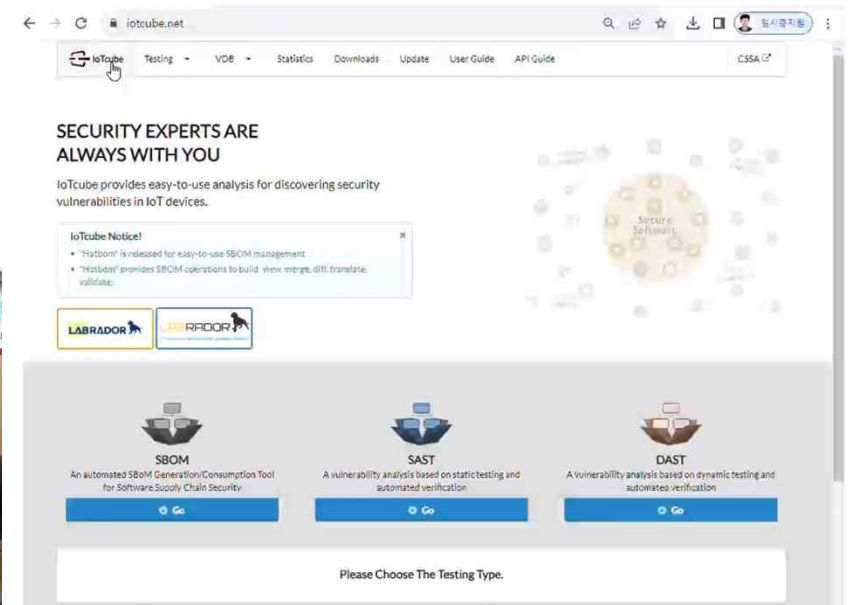 iotcube.net
일시중지됨
IoTcube Testing VDB Statistics Downloads Update User Guide API Guide CSSA
SECURITY EXPERTS ARE
ALWAYS WITH YOU
IoTcube provides easy-to-use analysis for discovering security
vulnerabilities in IoT devices.
Secure
Software
IoTcube Notice! ×
"Hatbom" is released for easy-to-use SBOM management
"Hatbom" provides SBOM operations to build, view, merge, diff, translate,
validate.
LABRADOR LABRADOR
SBOM
An automated SBoM Generation/Consumption Tool
for Software Supply Chain Security
Go
SAST
A vulnerability analysis based on static testing and
automated verification
Go
DAST
A vulnerability analysis based on dynamic testing and
automated verification
Go
Please Choose The Testing Type.